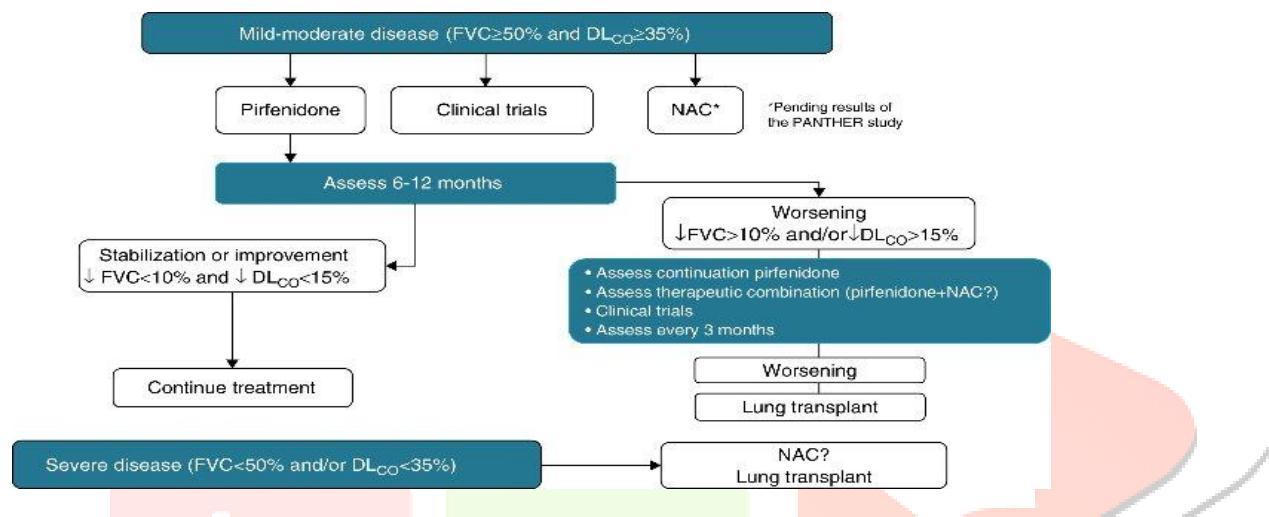 Mild-moderate disease (FVC≥50% and DLCO≥35%)
Pirfenidone
Clinical trials
NAC*
*Pending results of
the PANTHER study
Assess 6-12 months
Worsening
↓FVC>10% and/or↓DLCO>15%
Stabilization or improvement
↓ FVC<10% and ↓ DLCO<15%
• Assess continuation pirfenidone
• Assess therapeutic combination (pirfenidone+NAC?)
• Clinical trials
• Assess every 3 months
Continue treatment
Worsening
Lung transplant
Severe disease (FVC<50% and/or DLCO<35%)
NAC?
Lung transplant